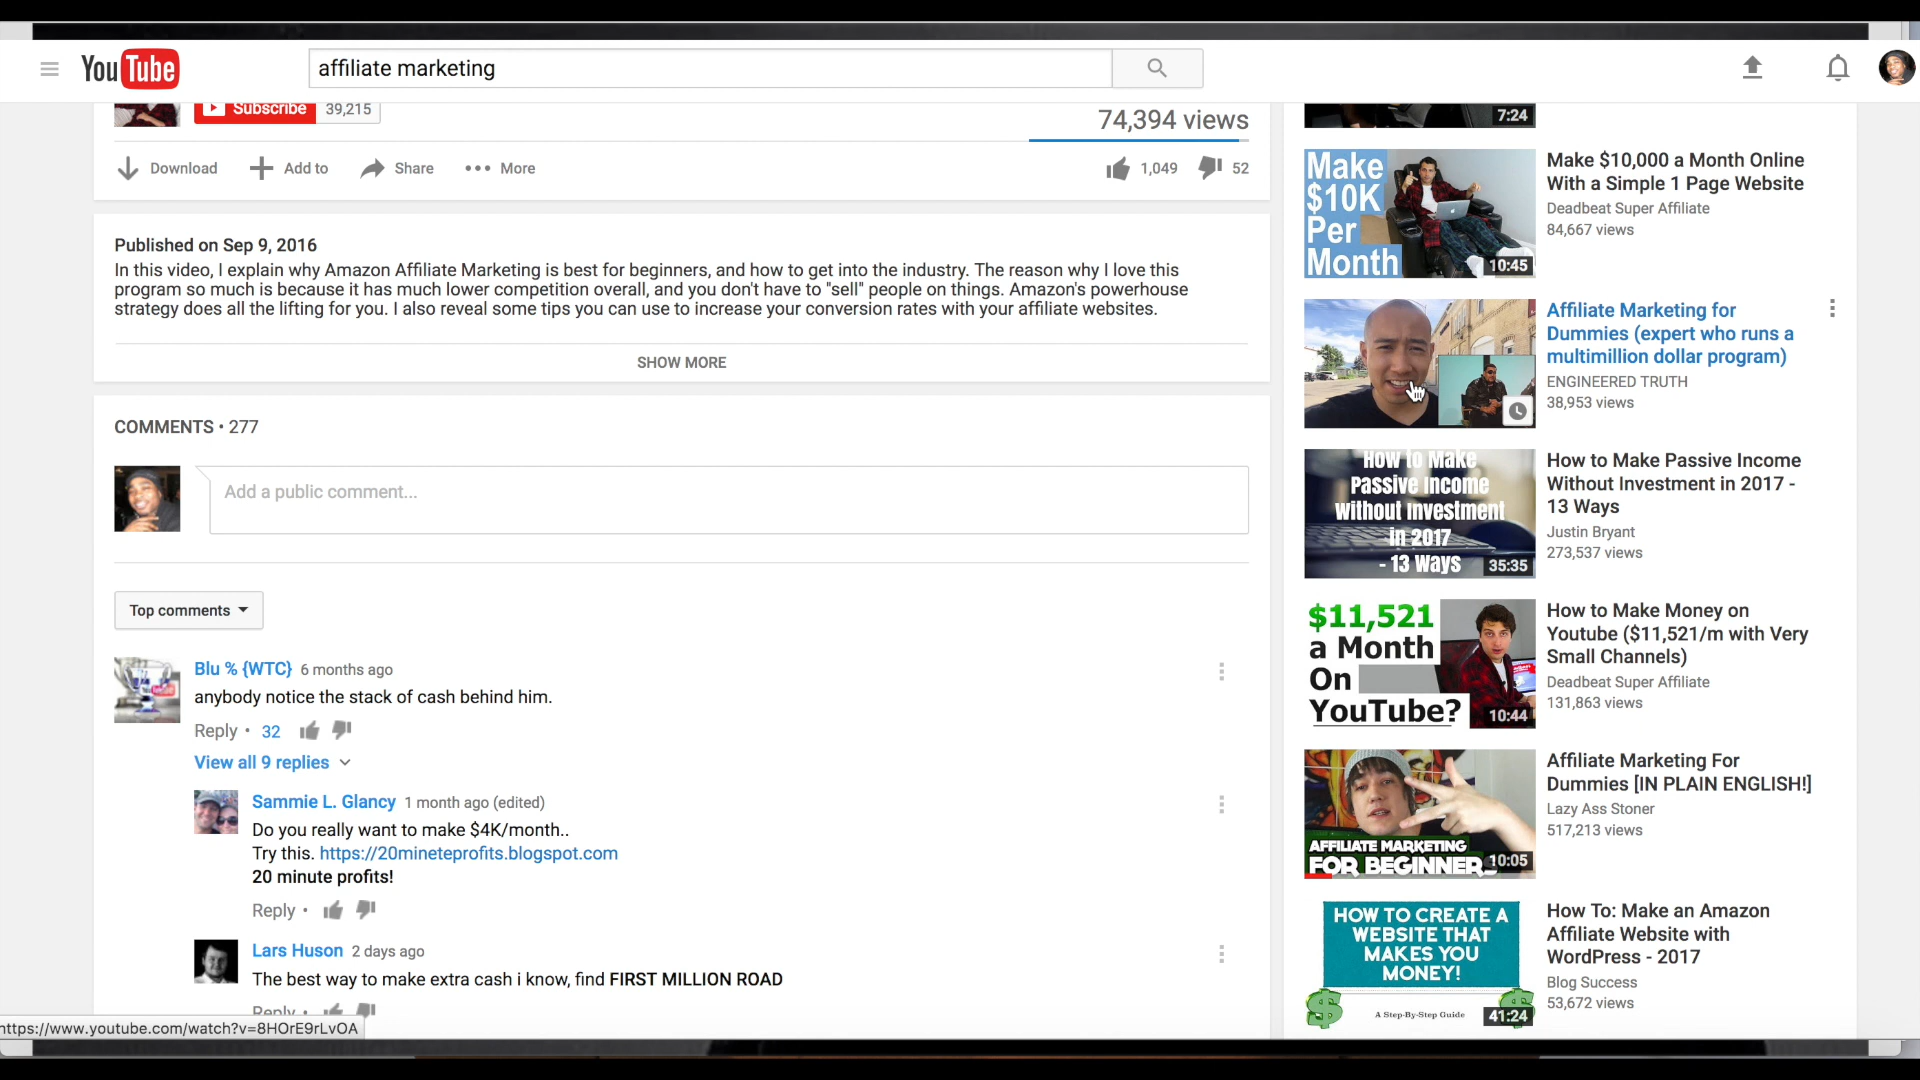 YouTube
affiliate marketing
Subscribe 39,215
74,394 views
Download
Add to
Share
More
1,049
52
Published on Sep 9, 2016
In this video, I explain why Amazon Affiliate Marketing is best for beginners, and how to get into the industry. The reason why I love this
program so much is because it has much lower competition overall, and you don't have to "sell" people on things. Amazon's powerhouse
strategy does all the lifting for you. I also reveal some tips you can use to increase your conversion rates with your affiliate websites.
SHOW MORE
COMMENTS • 277
Add a public comment...
Top comments
Blu % {WTC} 6 months ago
anybody notice the stack of cash behind him.
Reply • 32
View all 9 replies
Sammie L. Glancy 1 month ago (edited)
Do you really want to make $4K/month..
Try this. https://20mineteprofits.blogspot.com
20 minute profits!
Reply •
Lars Huson 2 days ago
The best way to make extra cash i know, find FIRST MILLION ROAD
Reply •
https://www.youtube.com/watch?v=8HOrE9rLvOA
7:24
Make
$10K
Per
Month
10:45
Make $10,000 a Month Online
With a Simple 1 Page Website
Deadbeat Super Affiliate
84,667 views
Affiliate Marketing for
Dummies (expert who runs a
multimillion dollar program)
ENGINEERED TRUTH
38,953 views
How to Make
Passive Income
Without Investment
in 2017
- 13 Ways
35:35
How to Make Passive Income
Without Investment in 2017 -
13 Ways
Justin Bryant
273,537 views
$11,521
a Month
On
YouTube?
10:44
How to Make Money on
Youtube ($11,521/m with Very
Small Channels)
Deadbeat Super Affiliate
131,863 views
AFFILIATE MARKETING
FOR BEGINNERS
10:05
Affiliate Marketing For
Dummies [IN PLAIN ENGLISH!]
Lazy Ass Stoner
517,213 views
HOW TO CREATE A
WEBSITE THAT
MAKES YOU
MONEY!
A Step-By-Step Guide
41:24
How To: Make an Amazon
Affiliate Website with
WordPress - 2017
Blog Success
53,672 views